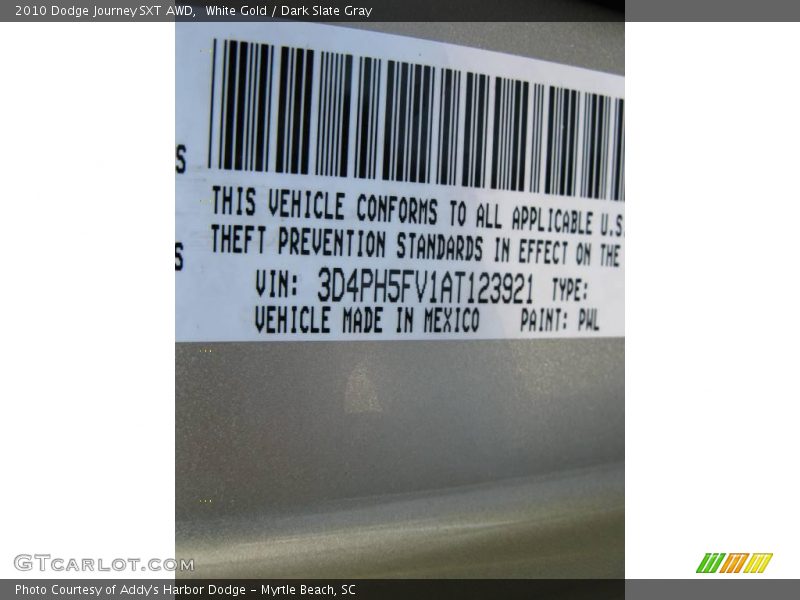 2010 Dodge Journey SXT AWD, White Gold / Dark Slate Gray
S
THIS VEHICLE CONFORMS TO ALL APPLICABLE U.S
THEFT PREVENTION STANDARDS IN EFFECT ON THE
S
VIN: 3D4PH5FV1AT123921 TYPE:
VEHICLE MADE IN MEXICO PAINT: PWL
GTCARLOT.COM
Photo Courtesy of Addy's Harbor Dodge - Myrtle Beach, SC